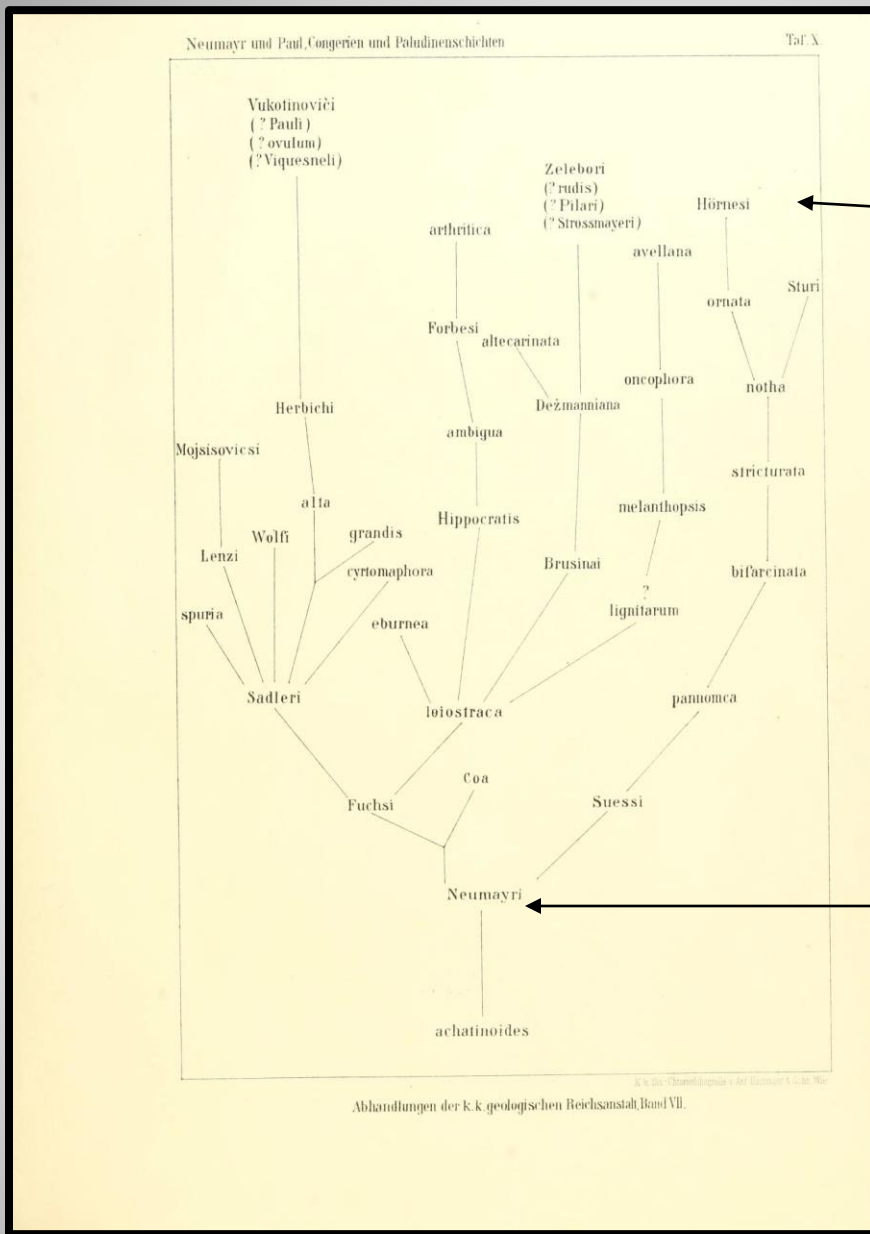 Neumayr und Paul, Congerien und Paludinenschichten
Taf. X.
Vukotinovići
(? Pauli)
(? ovulum)
(? Viquesneli)
Zelebori
(? rudis)
(? Pilari)
(? Strossmayeri)
Hörnesi
arthritica
avellana
Sturi
ornata
Forbesi
altecarinata
oncophora
notha
Herbichi
Dežmanniana
ambigua
Mojsisovicsi
stricturata
alta
melanthopsis
Hippocratis
Wolfi
grandis
Lenzi
Brusinai
cyrtomaphora
bifarcinata
?
lignitarum
spuria
eburnea
Sadleri
pannonica
leiostraca
Coa
Fuchsi
Suessi
Neumayri
achatinoides
Abhandlungen der k.k. geologischen Reichsanstalt, Band VII.